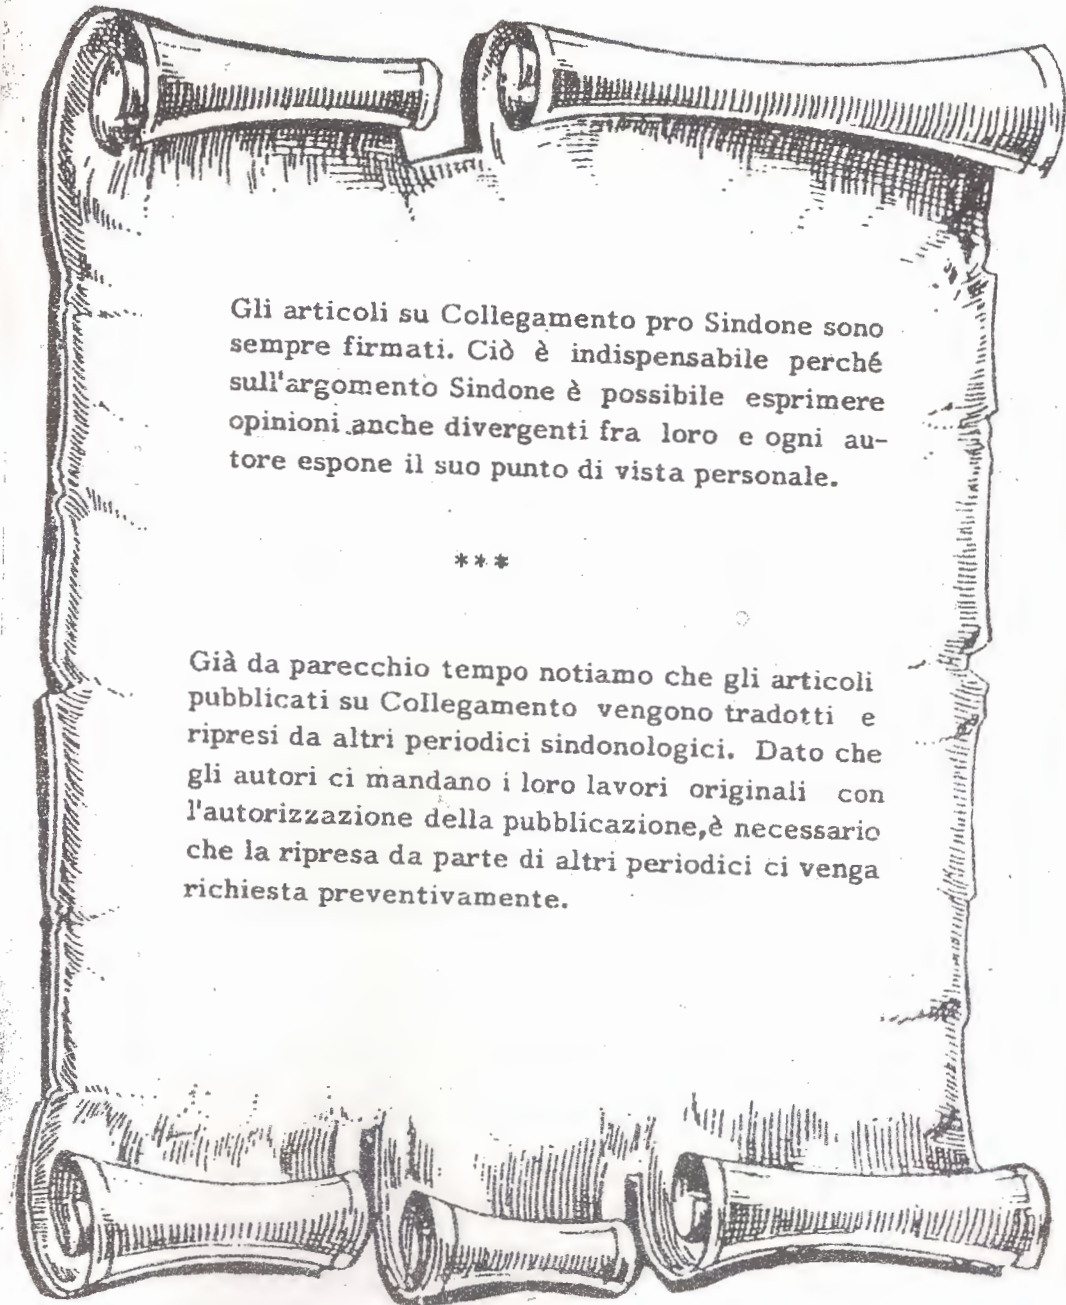 Gli articoli su Collegamento pro Sindone sono
sempre firmati. Ciò è indispensabile perché
sull'argomento Sindone è possibile esprimere
opinioni anche divergenti fra loro e ogni au-
tore espone il suo punto di vista personale.
***
Già da parecchio tempo notiamo che gli articoli
pubblicati su Collegamento vengono tradotti e
ripresi da altri periodici sindonologici. Dato che
gli autori ci mandano i loro lavori originali con
l'autorizzazione della pubblicazione,è necessario
che la ripresa da parte di altri periodici ci venga
richiesta preventivamente.